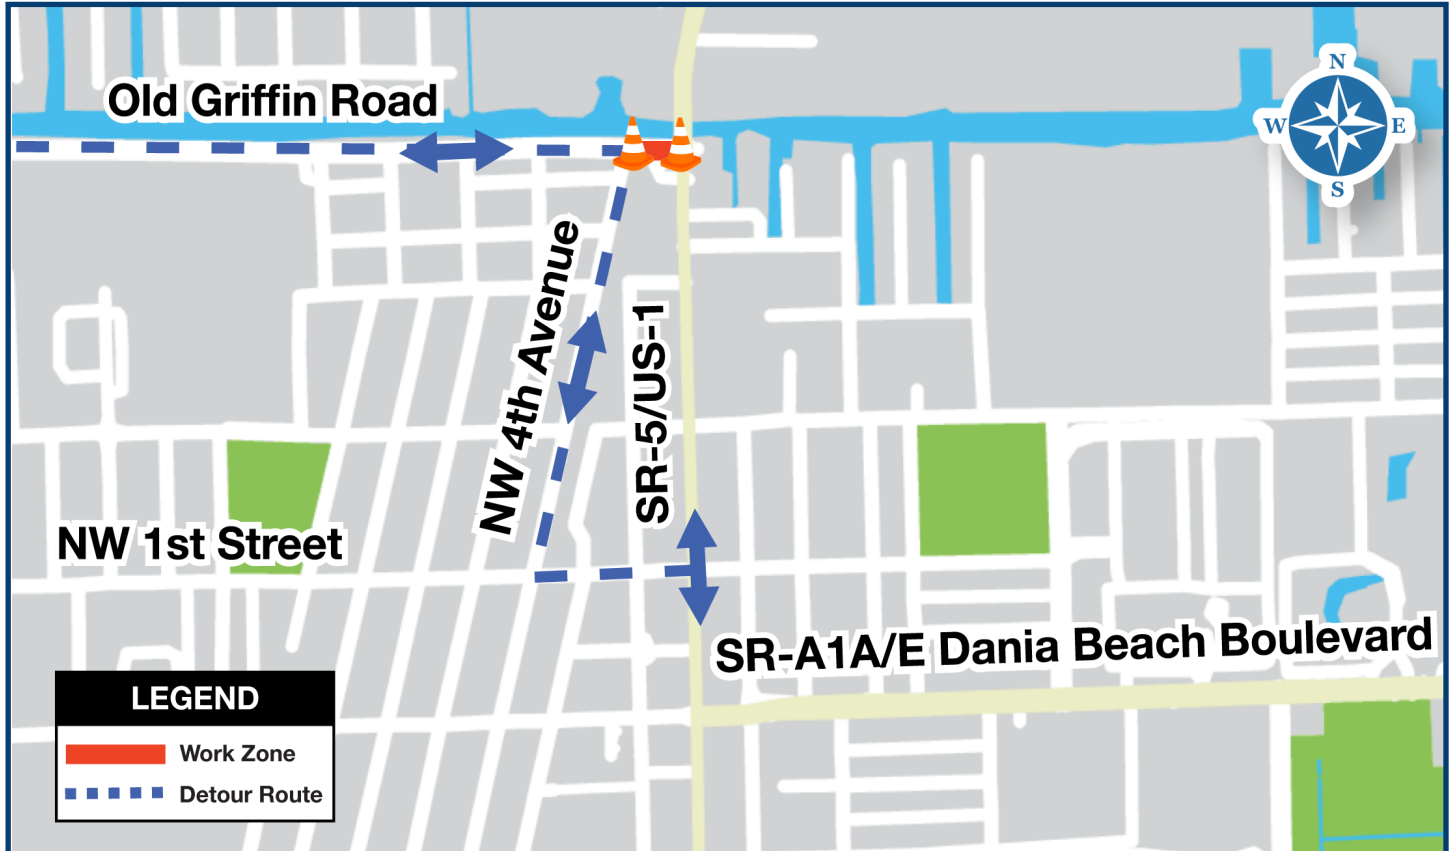 Old Griffin Road
N
W
E
S
NW 4th Avenue
SR-5/US-1
NW 1st Street
SR-A1A/E Dania Beach Boulevard
LEGEND
Work Zone
Detour Route